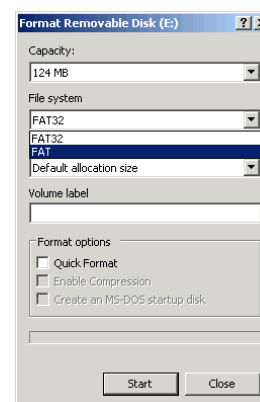 Format Removable Disk (E:)
Capacity:
124 MB
File system
FAT32
FAT32
FAT
Default allocation size
Volume label
Format options
Quick Format
Enable Compression
Create an MS-DOS startup disk
Start
Close